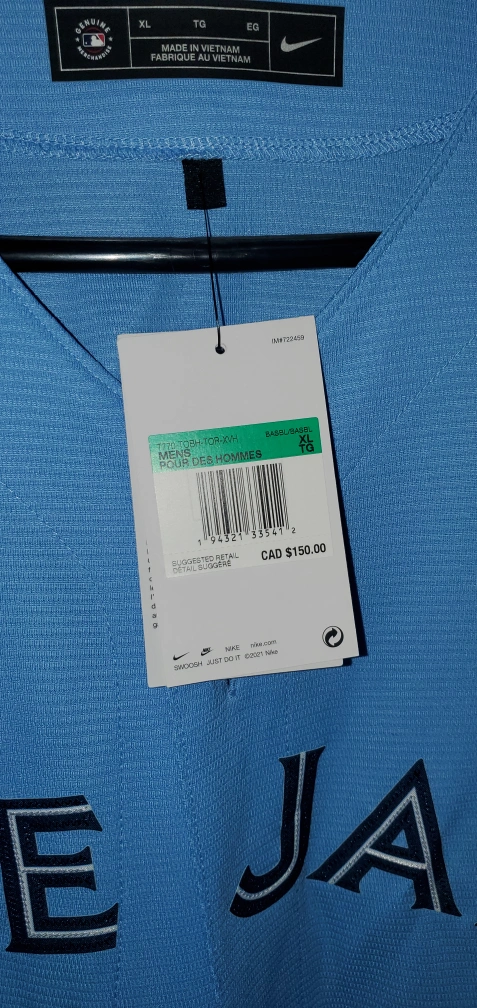 GENUINE
MERCHANDISE
XL TG EG
MADE IN VIETNAM
FABRIQUE AU VIETNAM
IM#722459
T770-TQBH-TOR-XVH BASBL/BASBL
MENS XL
POUR DES HOMMES TG
1 94321 33541 2
SUGGESTED RETAIL
DÉTAIL SUGGÉRÉ
CAD $150.00
NIKE nike.com
SWOOSH JUST DO IT ©2021 Nike
E JA